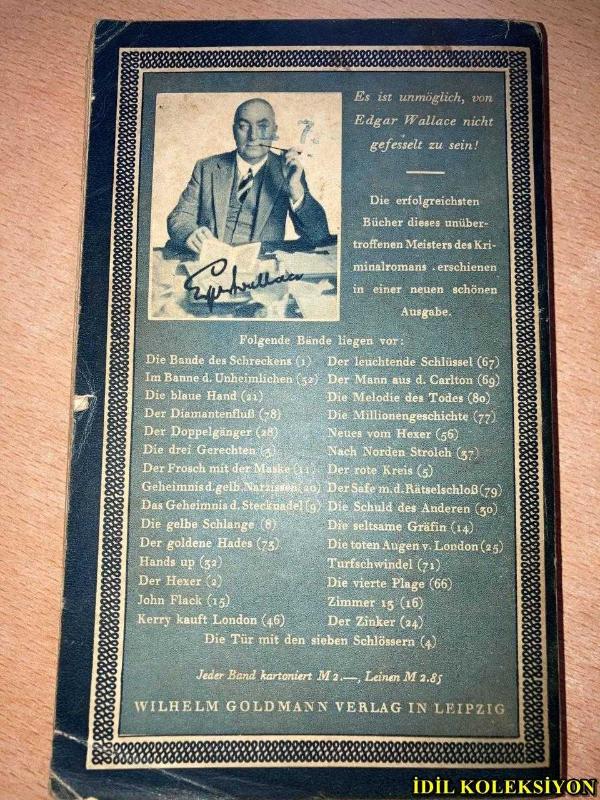 Es ist unmöglich, von
Edgar Wallace nicht
gefesselt zu sein!
Die erfolgreichsten
Bücher dieses unüber-
troffenen Meisters des Kri-
minalromans erschienen
in einer neuen schönen
Ausgabe.
7.
Edgar Wallace
Folgende Bände liegen vor:
Die Bande des Schreckens (1)
Im Banne d. Unheimlichen (52)
Die blaue Hand (21)
Der Diamantenfluß (78)
Der Doppelgänger (28)
Die drei Gerechten (3)
Der Frosch mit der Maske (11)
Geheimnis d. gelb. Narzissen (20)
Das Geheimnis d. Stecknadel (9)
Die gelbe Schlange (8)
Der goldene Hades (73)
Hands up (32)
Der Hexer (2)
John Flack (15)
Kerry kauft London (46)
Der leuchtende Schlüssel (67)
Der Mann aus d. Carlton (69)
Die Melodie des Todes (80)
Die Millionengeschichte (77)
Neues vom Hexer (56)
Nach Norden Strolch (37)
Der rote Kreis (5)
Der Safe m. d. Rätselschloß (79)
Die Schuld des Anderen (30)
Die seltsame Gräfin (14)
Die toten Augen v. London (25)
Turfschwindel (71)
Die vierte Plage (66)
Zimmer 13 (16)
Der Zinker (24)
Die Tür mit den sieben Schlössern (4)
Jeder Band kartoniert M 2.—, Leinen M 2.85
WILHELM GOLDMANN VERLAG IN LEIPZIG
İDİL KOLEKSİYON